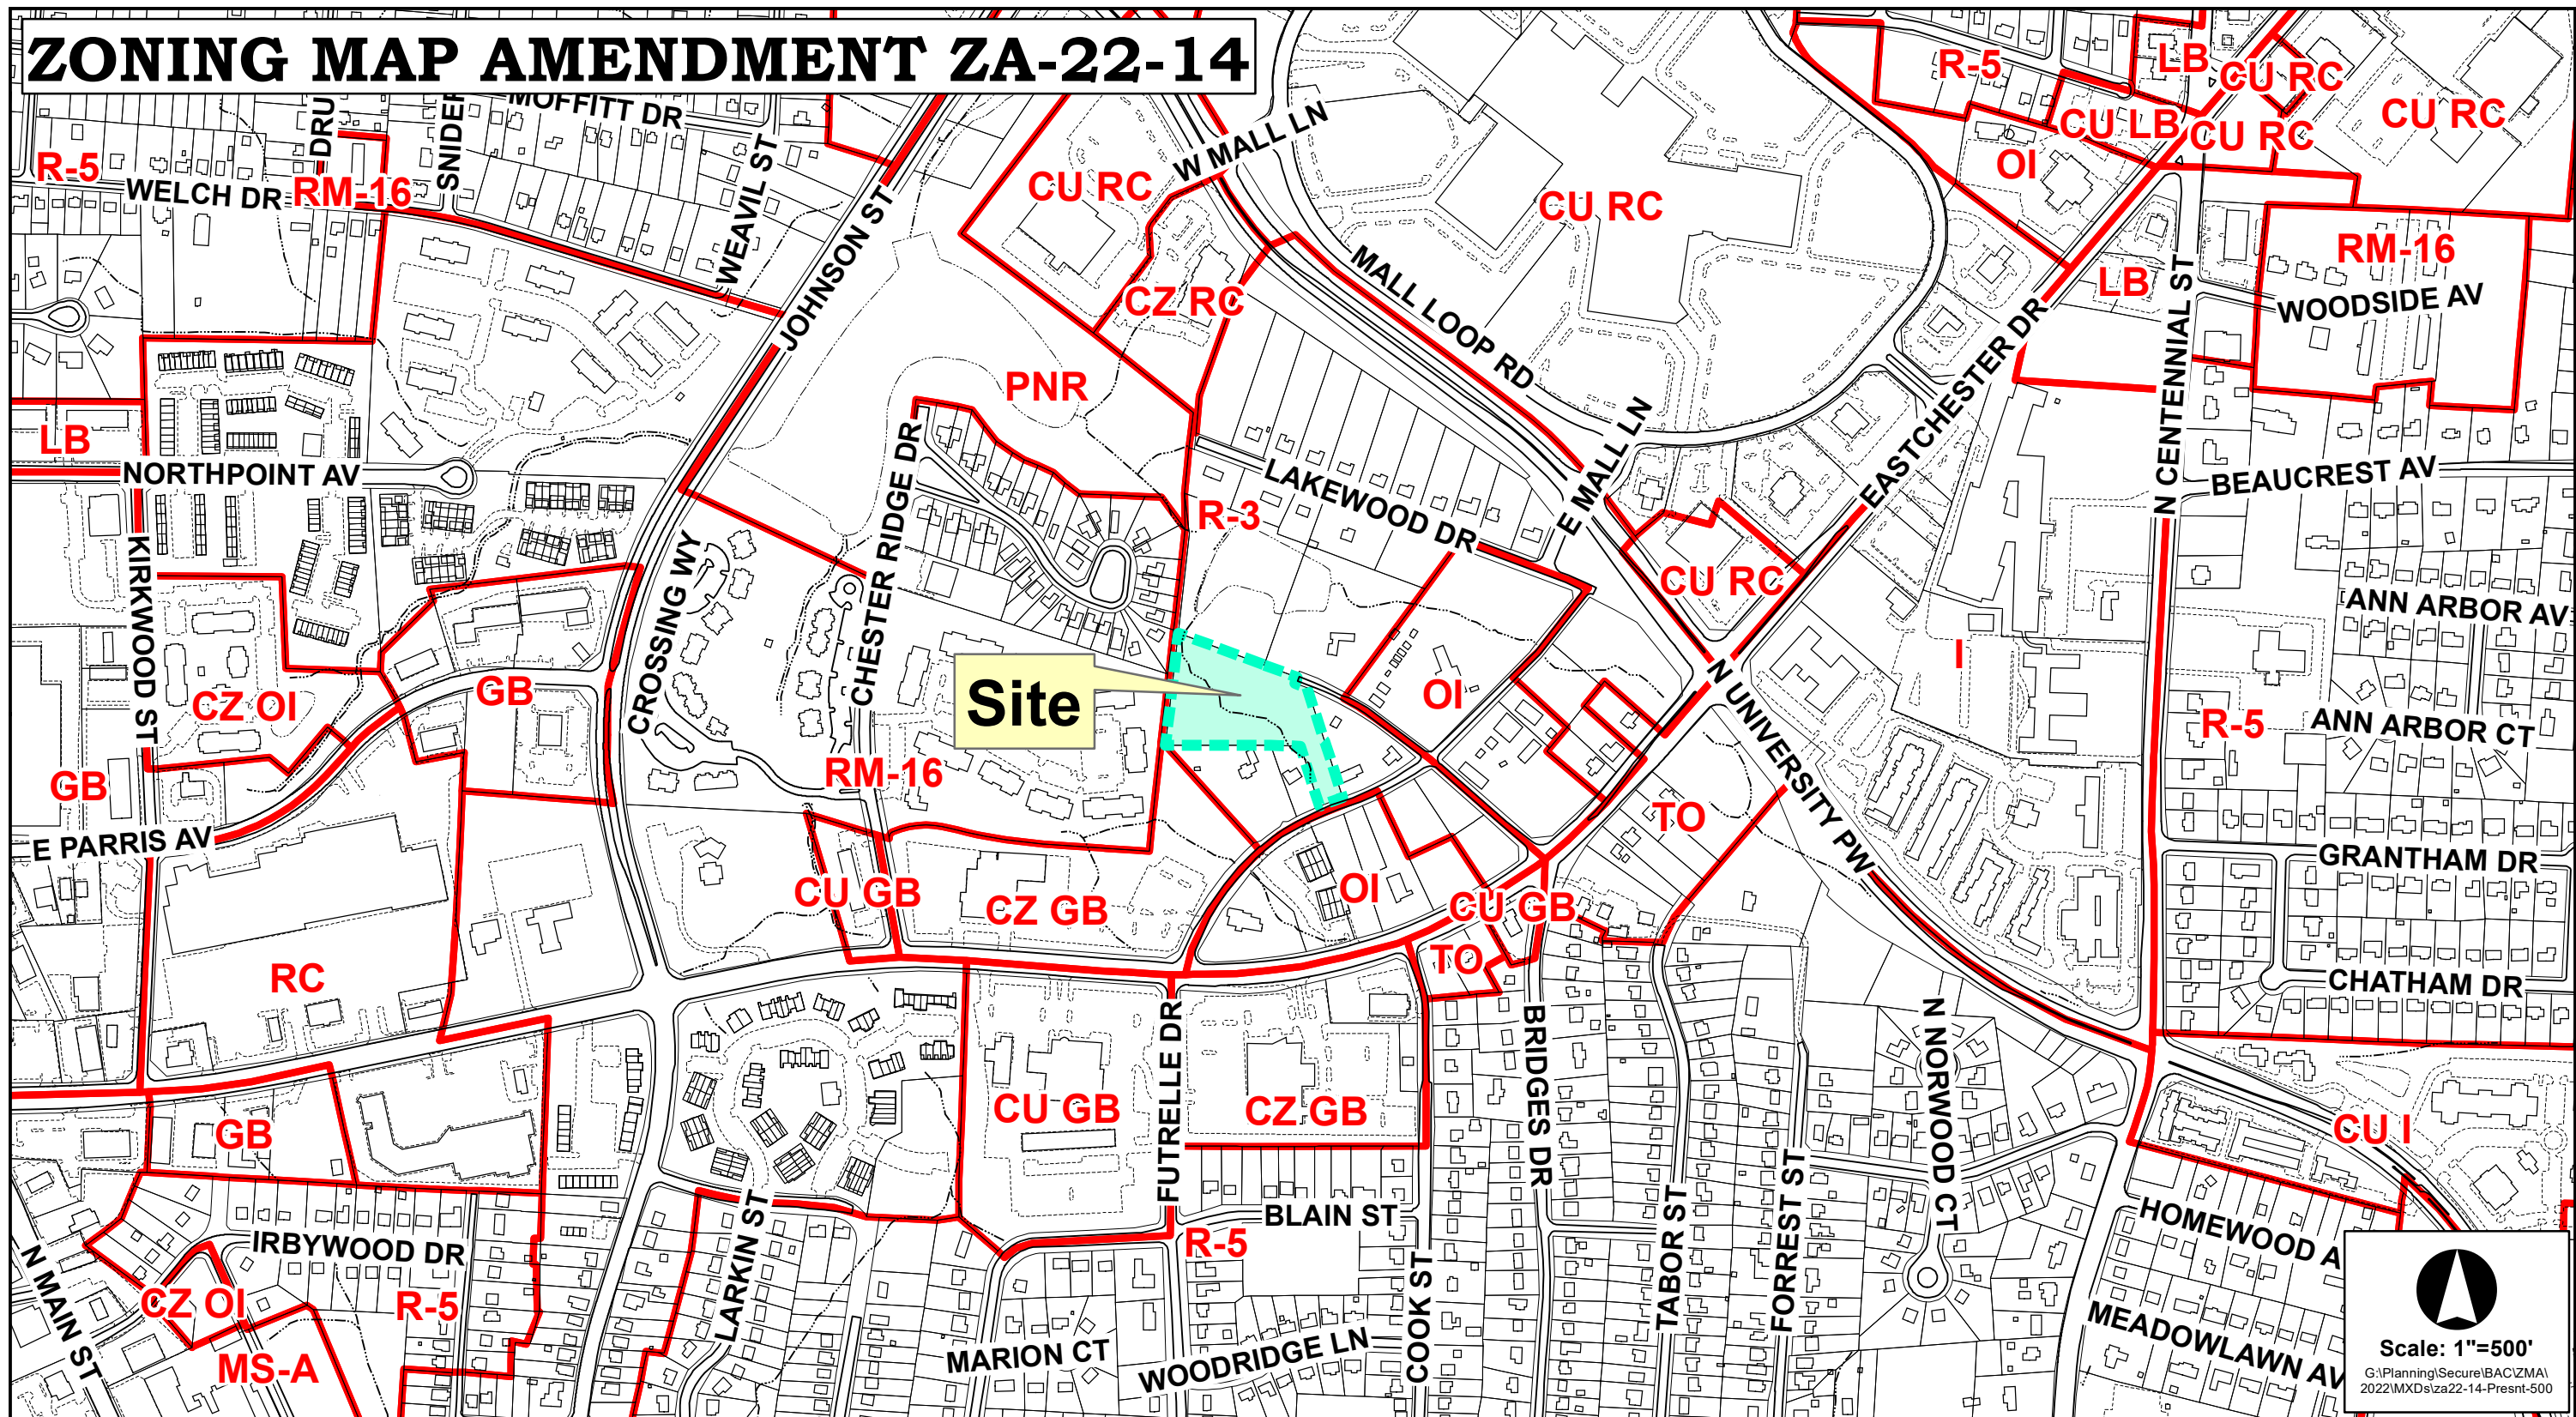 ZONING MAP AMENDMENT ZA-22-14
R-5
LB
CU RC
CU RC
CU LB
CU RC
OI
DRU
SNIDER
MOFFITT DR
W MALL LN
R-5
WELCH DR
RM-16
WEAVIL ST
JOHNSON ST
CU RC
CU RC
CZ RC
MALL LOOP RD
LB
N CENTENNIAL ST
RM-16
WOODSIDE AV
EASTCHESTER DR
PNR
LB
NORTHPOINT AV
CHESTER RIDGE DR
LAKEWOOD DR
E MALL LN
BEAUCREST AV
R-3
KIRKWOOD ST
CROSSING WY
CU RC
ANN ARBOR AV
I
CZ OI
GB
Site
OI
N UNIVERSITY PW
R-5
ANN ARBOR CT
GB
RM-16
TO
E PARRIS AV
GRANTHAM DR
CU GB
CZ GB
OI
CU GB
TO
RC
CHATHAM DR
FUTRELLE DR
BRIDGES DR
N NORWOOD CT
CU GB
CZ GB
GB
CU I
BLAIN ST
R-5
LARKIN ST
TABOR ST
FORREST ST
HOMEWOOD A
IRBYWOOD DR
N MAIN ST
CZ OI
R-5
COOK ST
MEADOWLAWN AV
MARION CT
WOODRIDGE LN
MS-A
Scale: 1"=500'
G:\Planning\Secure\BAC\ZMA\
2022\MXDs\za22-14-Presnt-500